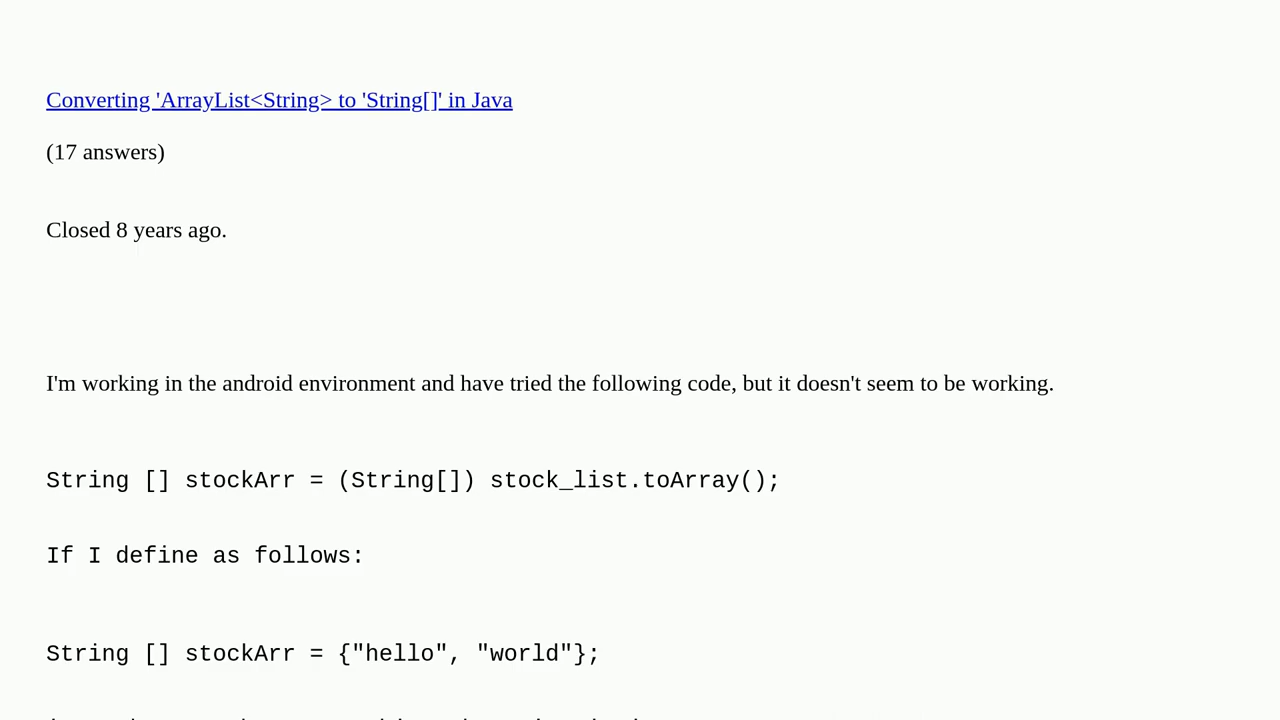 Converting 'ArrayList<String> to 'String[]' in Java
(17 answers)
Closed 8 years ago.
I'm working in the android environment and have tried the following code, but it doesn't seem to be working.
String [] stockArr = (String[]) stock_list.toArray();
If I define as follows:
String [] stockArr = {"hello", "world"};